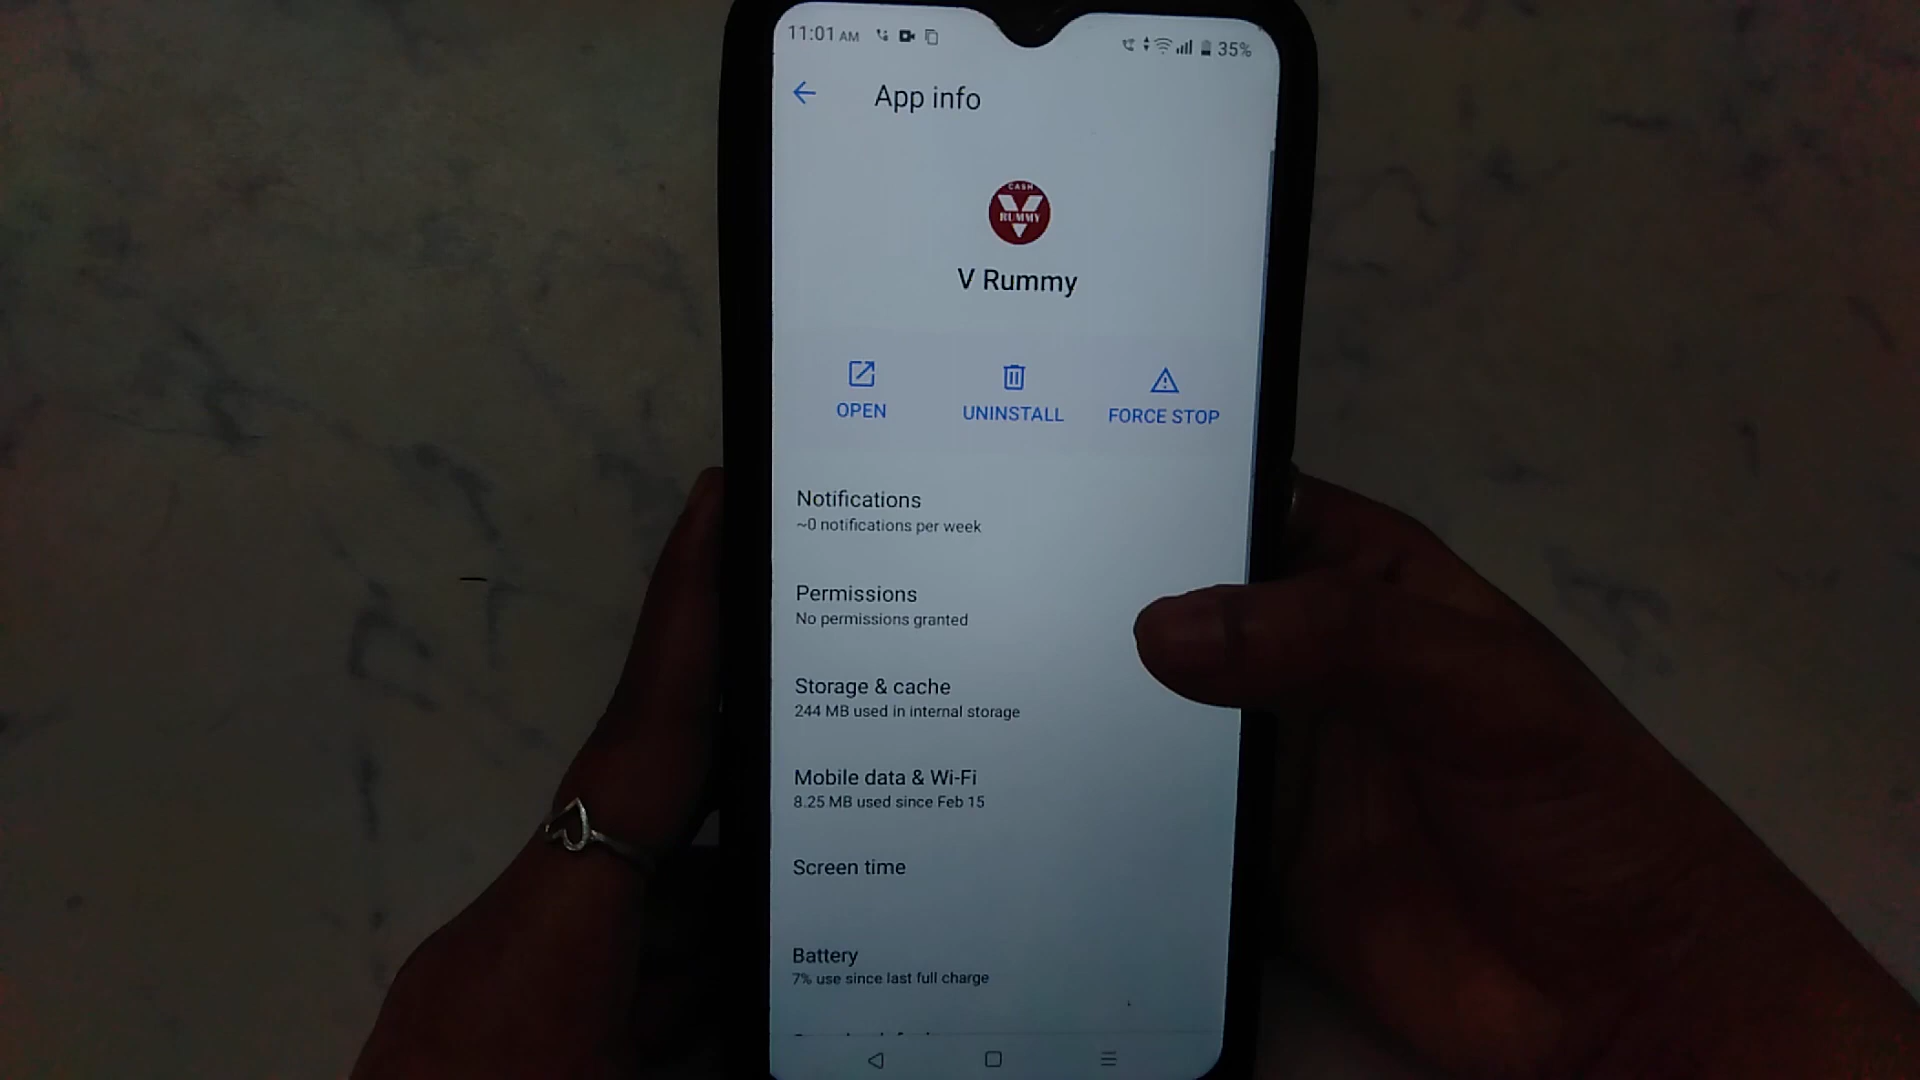 11:01 AM
35%
App info
CASH
RUMMY
V Rummy
OPEN
UNINSTALL
FORCE STOP
Notifications
~0 notifications per week
Permissions
No permissions granted
Storage & cache
244 MB used in internal storage
Mobile data & Wi-Fi
8.25 MB used since Feb 15
Screen time
Battery
7% use since last full charge